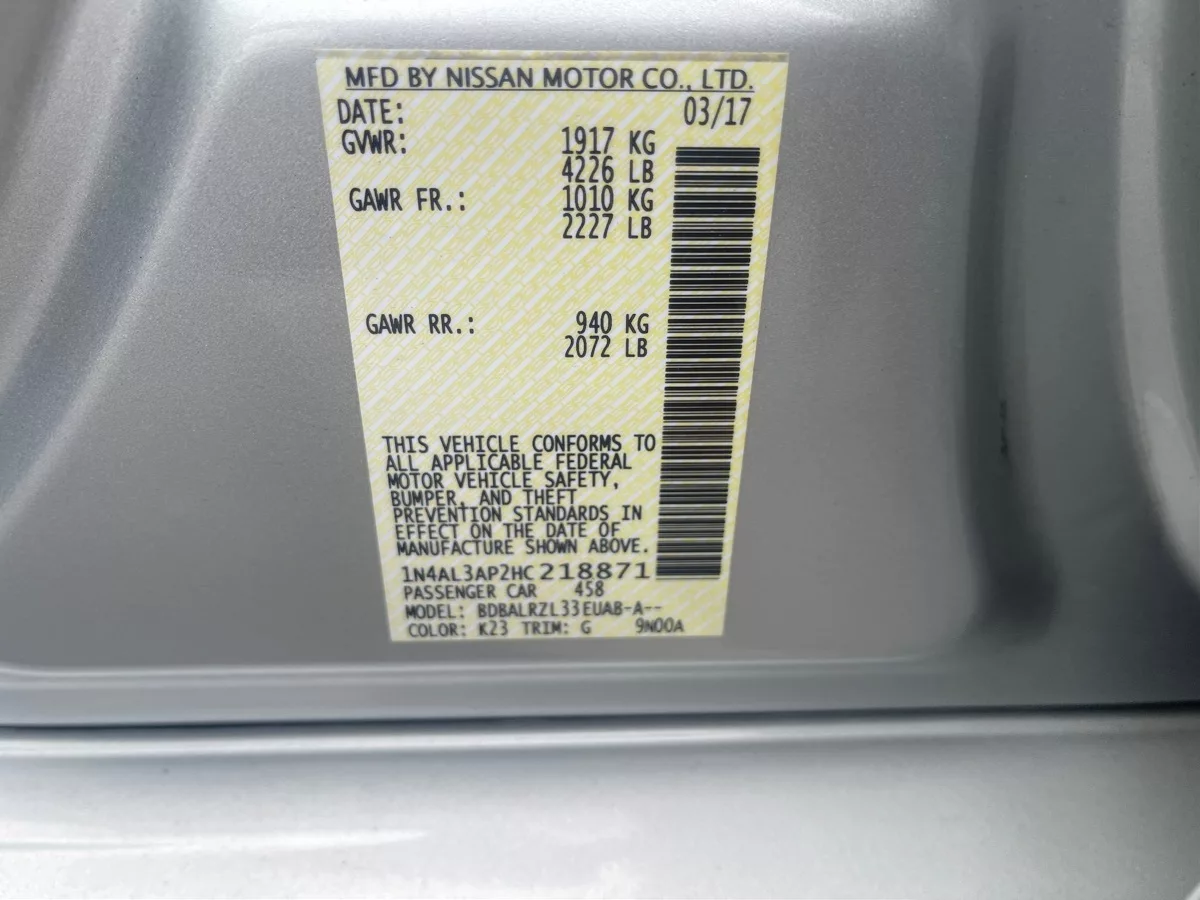 MFD BY NISSAN MOTOR CO., LTD.
DATE: 03/17
GVWR: 1917 KG
4226 LB
GAWR FR.: 1010 KG
2227 LB
GAWR RR.: 940 KG
2072 LB
THIS VEHICLE CONFORMS TO
ALL APPLICABLE FEDERAL
MOTOR VEHICLE SAFETY,
BUMPER, AND THEFT
PREVENTION STANDARDS IN
EFFECT ON THE DATE OF
MANUFACTURE SHOWN ABOVE.
1N4AL3AP2HC218871
PASSENGER CAR 458
MODEL: BDBALRZL33EUAB-A--
COLOR: K23 TRIM: G 9N00A